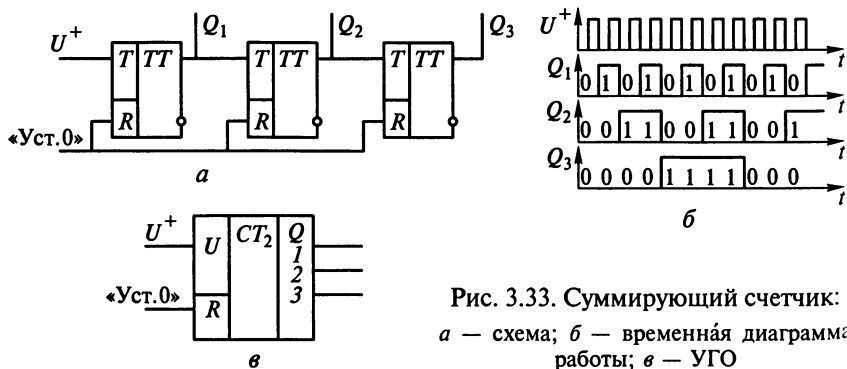 Q₁ Q₂ Q₃
U⁺ T TT T TT T TT
R R R
«Уст.0»
а
U⁺ t
Q₁ 0 1 0 1 0 1 0 1 0 1 0 t
Q₂ 0 0 1 1 0 0 1 1 0 0 1 t
Q₃ 0 0 0 0 1 1 1 1 0 0 0 t
б
U⁺ U CT₂ Q
1
2
«Уст.0» R 3
в
Рис. 3.33. Суммирующий счетчик:
а — схема; б — временна́я диаграмма
работы; в — УГО